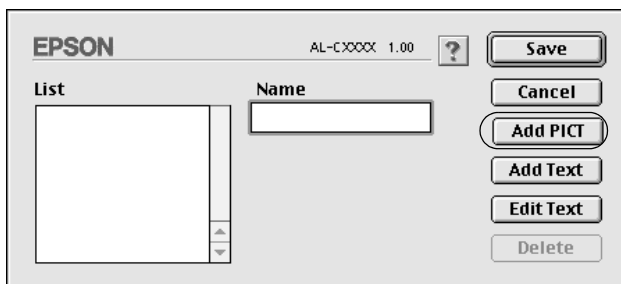 EPSON
AL-CXXXX 1.00
?
Save
List
Name
Cancel
Add PICT
Add Text
Edit Text
Delete